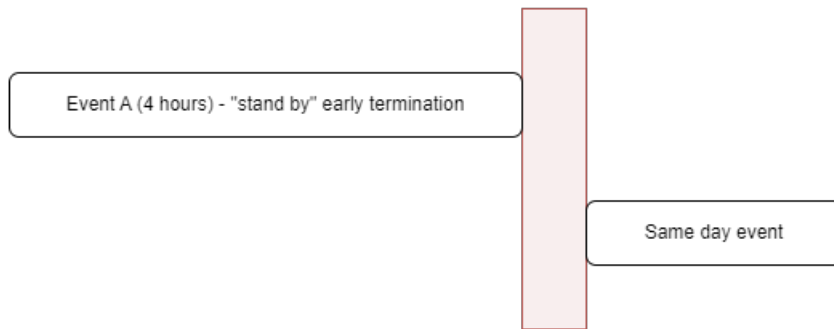 Event A (4 hours) - "stand by" early termination
Same day event